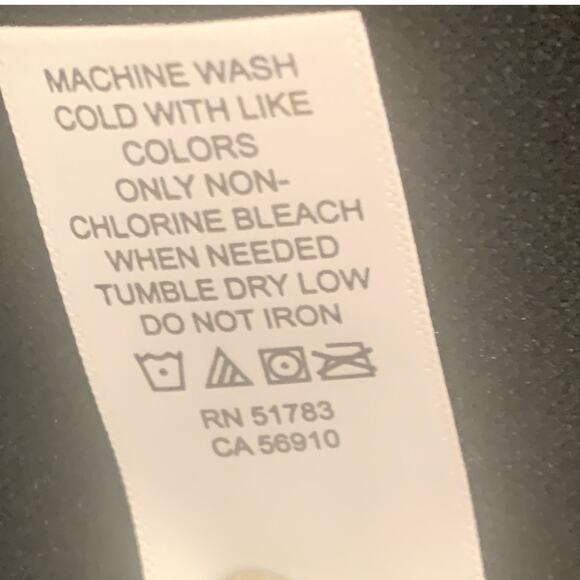 MACHINE WASH
COLD WITH LIKE
COLORS
ONLY NON-
CHLORINE BLEACH
WHEN NEEDED
TUMBLE DRY LOW
DO NOT IRON
RN 51783
CA 56910